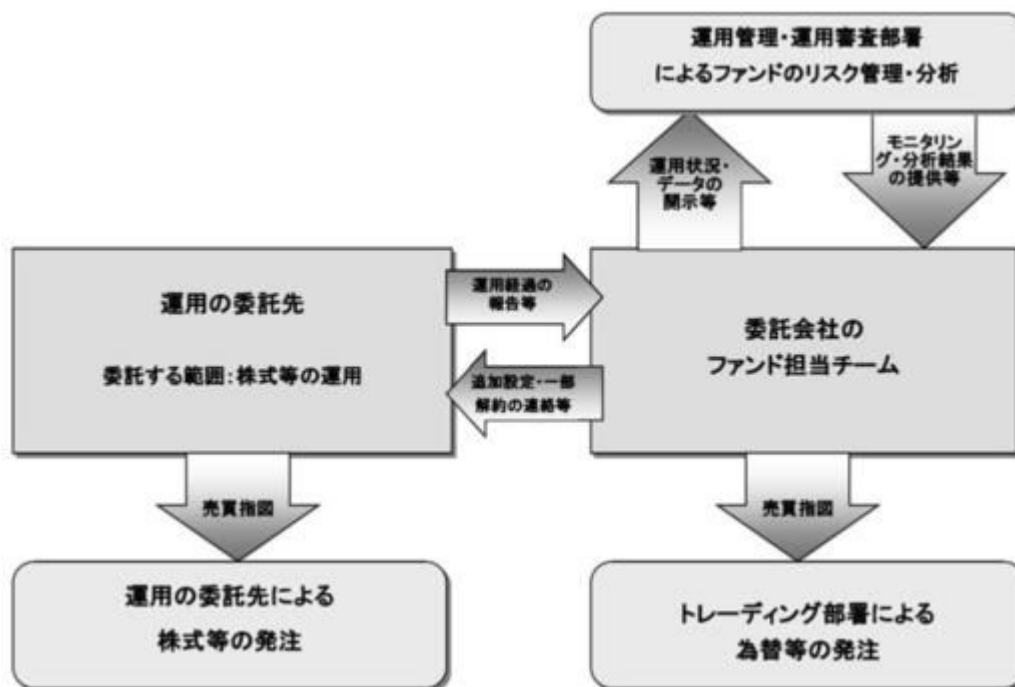 運用管理・運用審査部署
によるファンドのリスク管理・分析
運用状況・
データの
開示等
モニタリン
グ・分析結果
の提供等
運用の委託先
委託する範囲:株式等の運用
運用経過の
報告等
委託会社の
ファンド担当チーム
追加設定・一部
解約の連絡等
売買指図
売買指図
運用の委託先による
株式等の発注
トレーディング部署による
為替等の発注